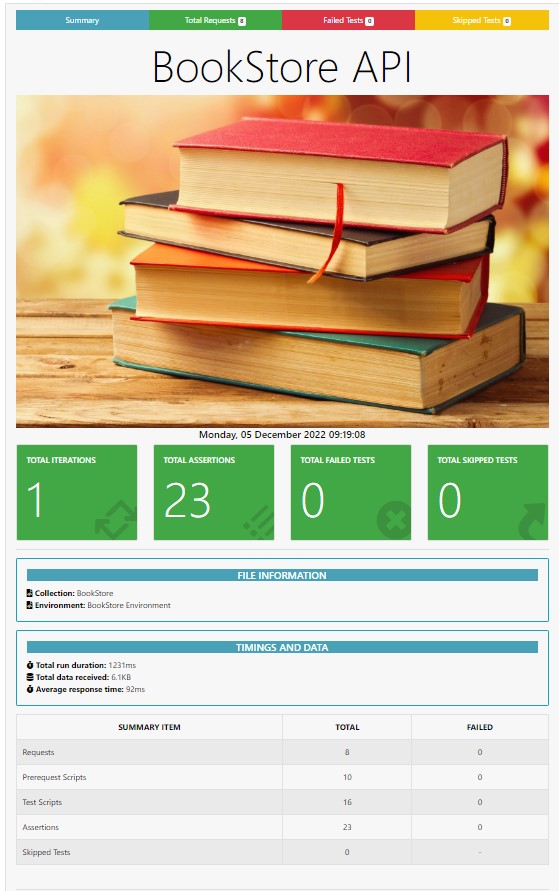 Summary
Total Requests 8
Failed Tests 0
Skipped Tests 0
BookStore API
Monday, 05 December 2022 09:19:08
TOTAL ITERATIONS
1
TOTAL ASSERTIONS
23
TOTAL FAILED TESTS
0
TOTAL SKIPPED TESTS
0
FILE INFORMATION
Collection: BookStore
Environment: BookStore Environment
TIMINGS AND DATA
Total run duration: 1231ms
Total data received: 6.1KB
Average response time: 92ms
SUMMARY ITEM TOTAL FAILED
Requests 8 0
Prerequest Scripts 10 0
Test Scripts 16 0
Assertions 23 0
Skipped Tests 0 -